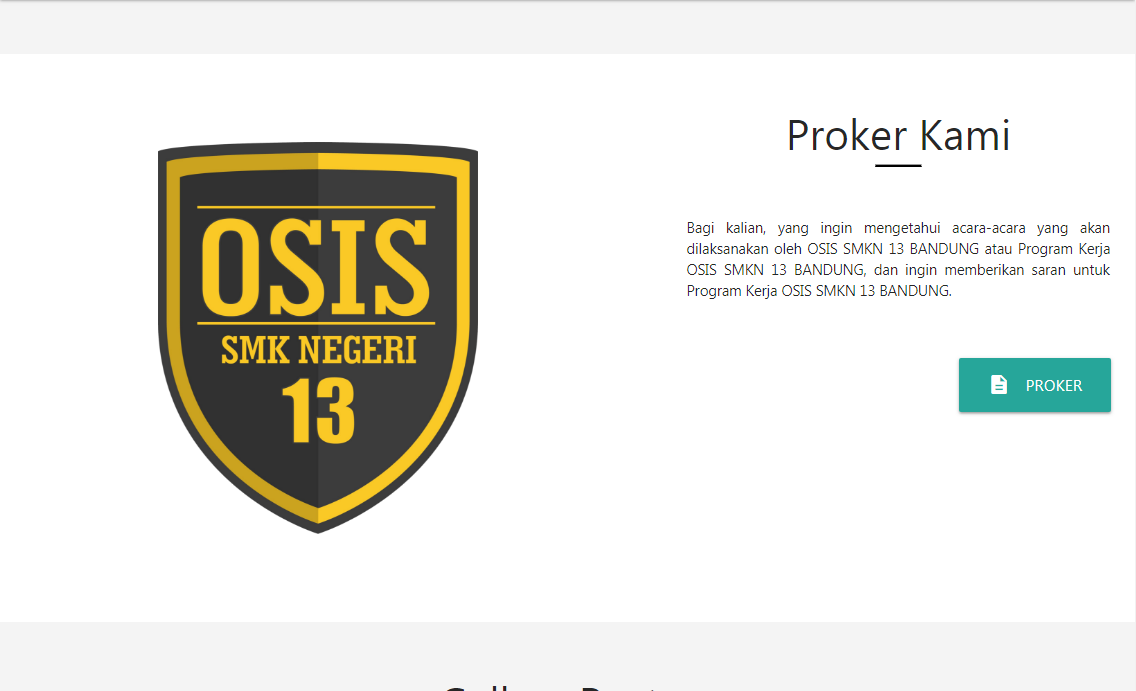 OSIS
SMK NEGERI
13
Proker Kami
Bagi kalian, yang ingin mengetahui acara-acara yang akan
dilaksanakan oleh OSIS SMKN 13 BANDUNG atau Program Kerja
OSIS SMKN 13 BANDUNG, dan ingin memberikan saran untuk
Program Kerja OSIS SMKN 13 BANDUNG.
PROKER